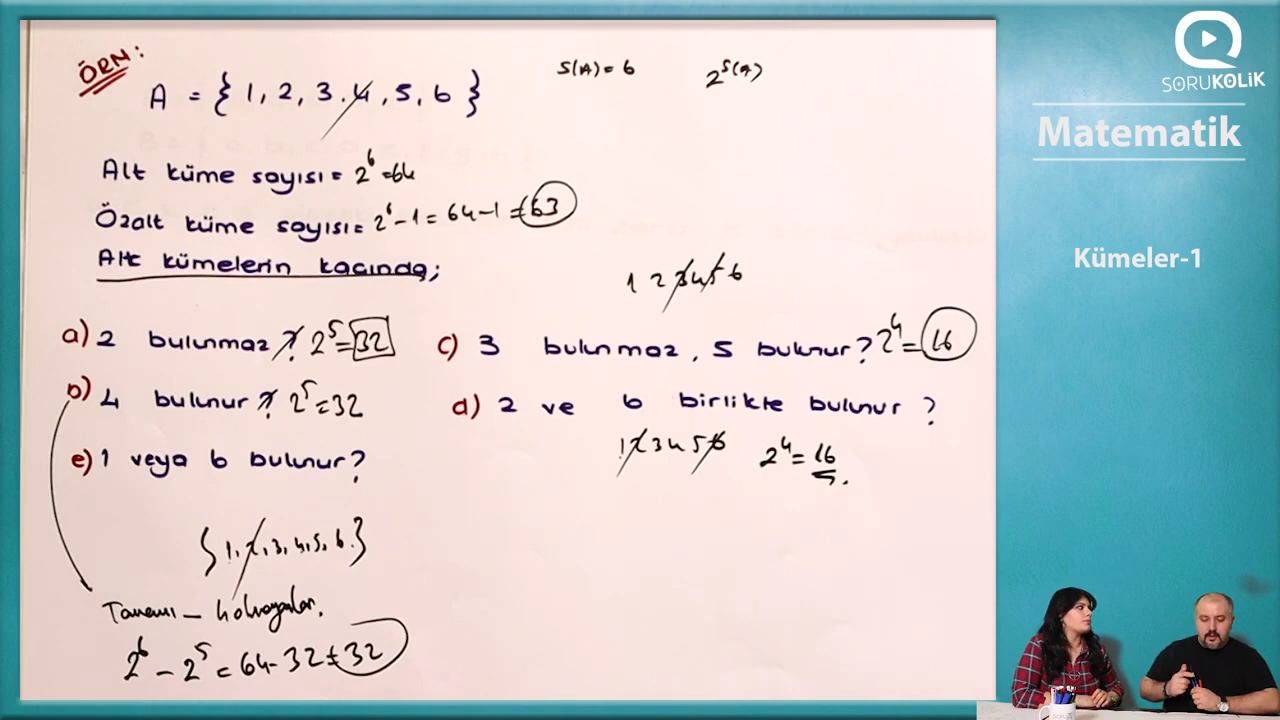 ÖRN:
A = { 1, 2, 3, 4, 5, 6 }
S(A) = 6
2^S(A)
Alt küme sayısı = 2^6 = 64
Özalt küme sayısı = 2^6 - 1 = 64 - 1 = 63
Alt kümelerin kaçında;
1 2 3 4 5 6
a) 2 bulunmaz ? 2^5 = 32
b) 4 bulunur ? 2^5 = 32
e) 1 veya 6 bulunur?
c) 3 bulunmaz, 5 bulunur? 2^4 = 16
d) 2 ve 6 birlikte bulunur ?
1 2 3 4 5 6 2^4 = 16
{ 1, 2, 3, 4, 5, 6 }
Tamamı - 4 olmayanlar.
2^6 - 2^5 = 64 - 32 = 32
SORUKOLİK
Matematik
Kümeler-1